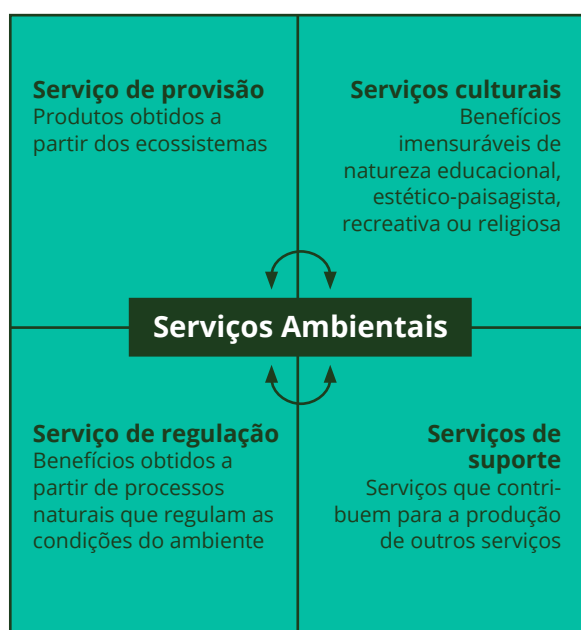 Serviço de provisão
Produtos obtidos a
partir dos ecossistemas
Serviços culturais
Benefícios
imensuráveis de
natureza educacional,
estético-paisagista,
recreativa ou religiosa
Serviços Ambientais
Serviço de regulação
Benefícios obtidos a
partir de processos
naturais que regulam as
condições do ambiente
Serviços de
suporte
Serviços que contri-
buem para a produção
de outros serviços